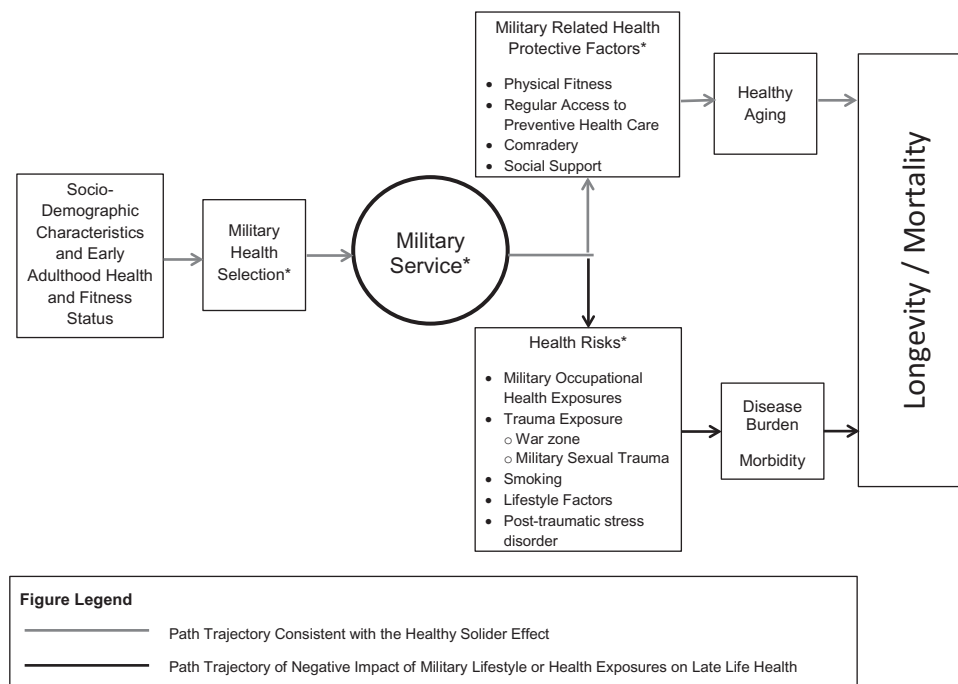 Socio-
Demographic
Characteristics
and Early
Adulthood Health
and Fitness
Status
Military
Health
Selection*
Military
Service*
Military Related Health
Protective Factors*
• Physical Fitness
• Regular Access to
Preventive Health Care
• Comradery
• Social Support
Healthy
Aging
Health Risks*
• Military Occupational
Health Exposures
• Trauma Exposure
o War zone
o Military Sexual Trauma
• Smoking
• Lifestyle Factors
• Post-traumatic stress
disorder
Disease
Burden
Morbidity
Longevity / Mortality
Figure Legend
Path Trajectory Consistent with the Healthy Solider Effect
Path Trajectory of Negative Impact of Military Lifestyle or Health Exposures on Late Life Health